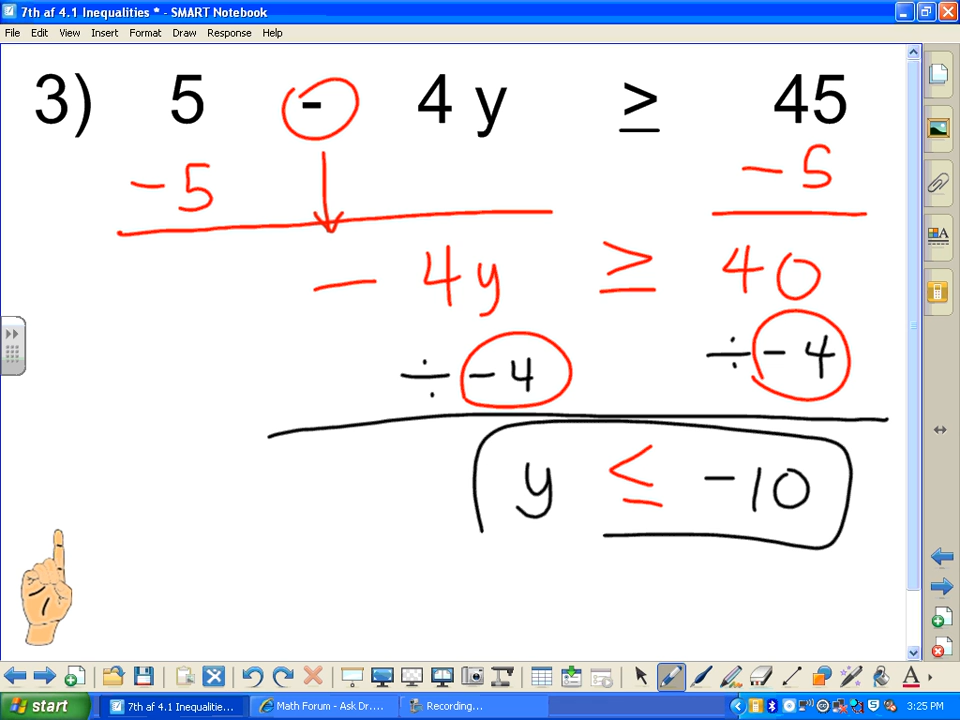 7th af 4.1 Inequalities * - SMART Notebook
File Edit View Insert Format Draw Response Help
3) 5 - 4 y ≥ 45
- 5 - 5
- 4y ≥ 40
÷ - 4 ÷ - 4
y ≤ -10
A
start 7th af 4.1 Inequalitie... Math Forum - Ask Dr.... Recording... 3:25 PM